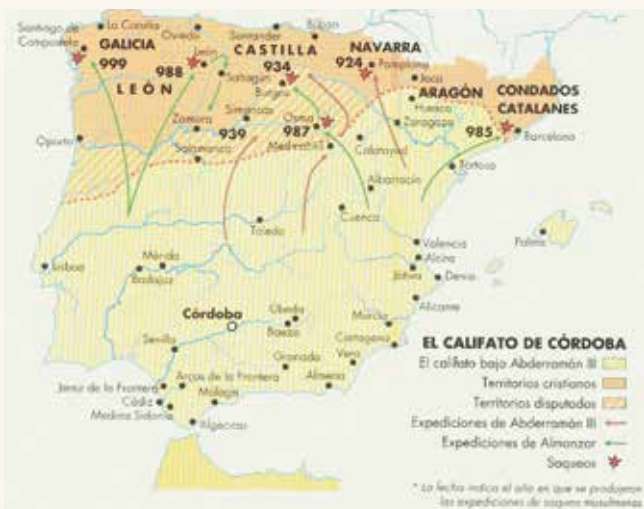 La Coruña
Oviedo
Santander
Bilbao
Santiago de
Compostela
GALICIA
999
988
León
CASTILLA
934
NAVARRA
924
Pamplona
LEÓN
Sahagún
Burgos
Jaca
ARAGÓN
Huesca
CONDADOS
CATALANES
Zamora
Simancas
939
Osma
987
Zaragoza
985
Barcelona
Oporto
Salamanca
Medinaceli
Calatayud
Tortosa
Albarracín
Cuenca
Toledo
Valencia
Palma
Lisboa
Mérida
Badajoz
Alcira
Játiva
Denia
Alicante
Córdoba
Úbeda
Baeza
Murcia
Cartagena
Sevilla
Granada
Vera
Almería
Jerez de la Frontera
Arcos de la Frontera
Cádiz
Málaga
Medina Sidonia
Algeciras
EL CALIFATO DE CÓRDOBA
El califato bajo Abderramán III
Territorios cristianos
Territorios disputados
Expediciones de Abderramán III
Expediciones de Almanzor
Saqueos
* La fecha indica el año en que se produjeron
las expediciones de saqueo musulmanas